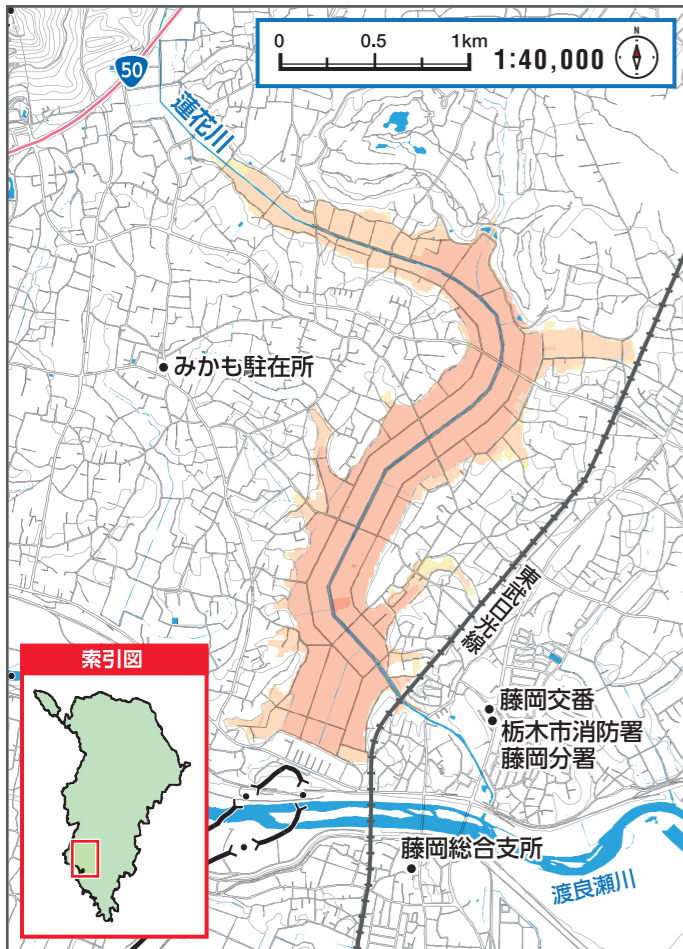 0 0.5 1km
1:40,000
N
50
蓮花川
みかも駐在所
東武日光線
索引図
藤岡交番
栃木市消防署
藤岡分署
藤岡総合支所
渡良瀬川